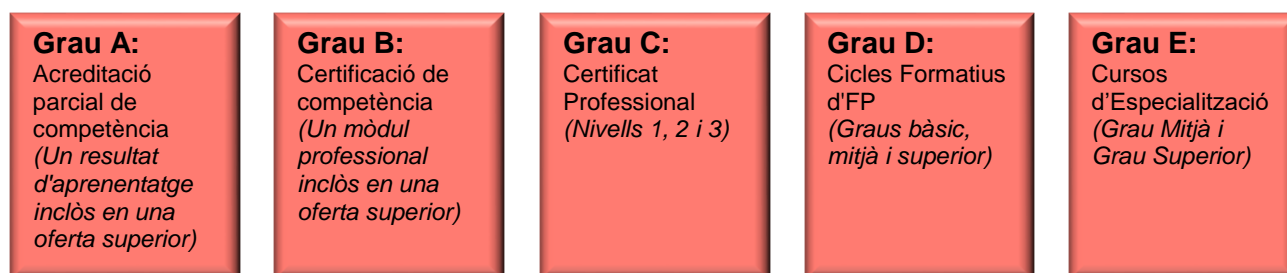 Grau A:
Acreditació
parcial de
competència
(Un resultat
d'aprenentatge
inclòs en una
oferta superior)
Grau B:
Certificació de
competència
(Un mòdul
professional
inclòs en una
oferta superior)
Grau C:
Certificat
Professional
(Nivells 1, 2 i 3)
Grau D:
Cicles Formatius
d'FP
(Graus bàsic,
mitjà i superior)
Grau E:
Cursos
d’Especialització
(Grau Mitjà i
Grau Superior)